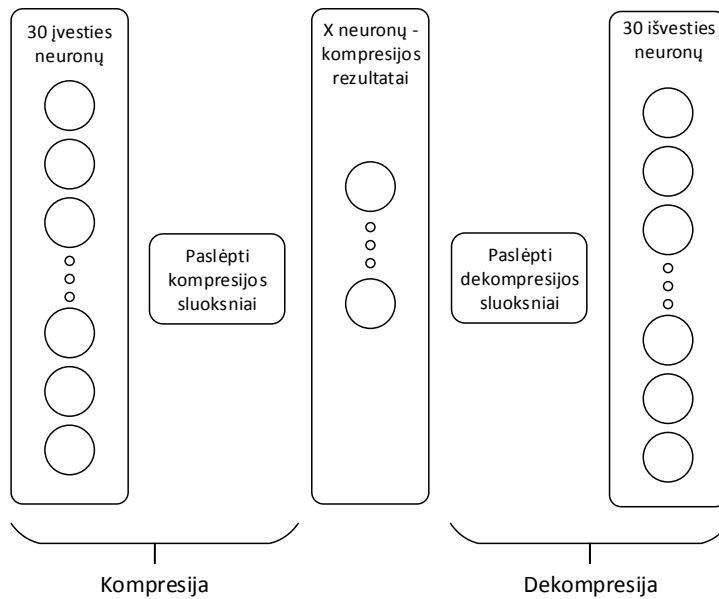 30 įvesties
neuronų
X neuronų -
kompresijos
rezultatai
30 išvesties
neuronų
Paslėpti
kompresijos
sluoksniai
Paslėpti
dekompresijos
sluoksniai
Kompresija
Dekompresija